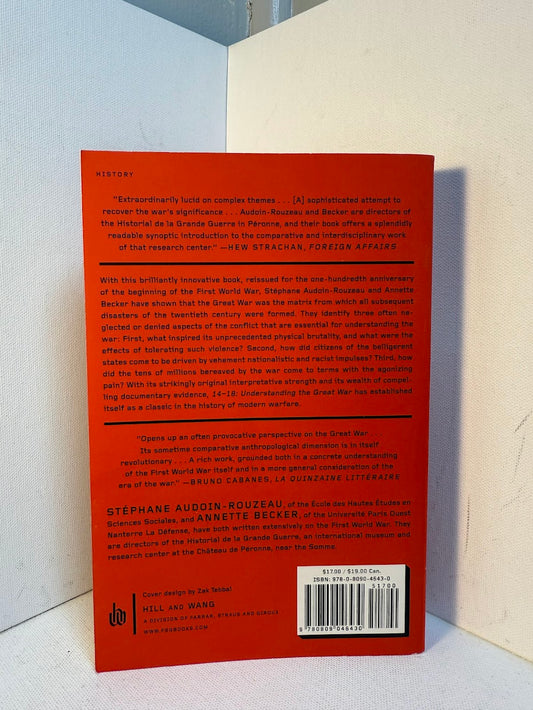 HISTORY
"Extraordinarily lucid on complex themes . . . [A] sophisticated attempt to
recover the war's significance . . . Audoin-Rouzeau and Becker are directors of
the Historial de la Grande Guerre in Péronne, and their book offers a splendidly
readable synoptic introduction to the comparative and interdisciplinary work
of that research center." —HEW STRACHAN, FOREIGN AFFAIRS
With this brilliantly innovative book, reissued for the one-hundredth anniversary
of the beginning of the First World War, Stéphane Audoin-Rouzeau and Annette
Becker have shown that the Great War was the matrix from which all subsequent
disasters of the twentieth century were formed. They identify three often ne-
glected or denied aspects of the conflict that are essential for understanding the
war: First, what inspired its unprecedented physical brutality, and what were the
effects of tolerating such violence? Second, how did citizens of the belligerent
states come to be driven by vehement nationalistic and racist impulses? Third, how
did the tens of millions bereaved by the war come to terms with the agonizing
pain? With its strikingly original interpretative strength and its wealth of compel-
ling documentary evidence, 14–18: Understanding the Great War has established
itself as a classic in the history of modern warfare.
"Opens up an often provocative perspective on the Great War . . .
Its sometime comparative anthropological dimension is in itself
revolutionary . . . A rich work, grounded both in a concrete understanding
of the First World War itself and in a more general consideration of the
era of the war." —BRUNO CABANES, LA QUINZAINE LITTÉRAIRE
STÉPHANE AUDOIN-ROUZEAU, of the École des Hautes Études en
Sciences Sociales, and ANNETTE BECKER, of the Université Paris Ouest
Nanterre La Défense, have both written extensively on the First World War. They
are directors of the Historial de la Grande Guerre, an international museum and
research center at the Château de Péronne, near the Somme.
Cover design by Zak Tebbal
HILL AND WANG
A DIVISION OF FARRAR, STRAUS AND GIROUX
WWW.FSGBOOKS.COM
$17.00 / $19.00 Can.
ISBN: 978-0-8090-4643-0
51700
9 780809 046430